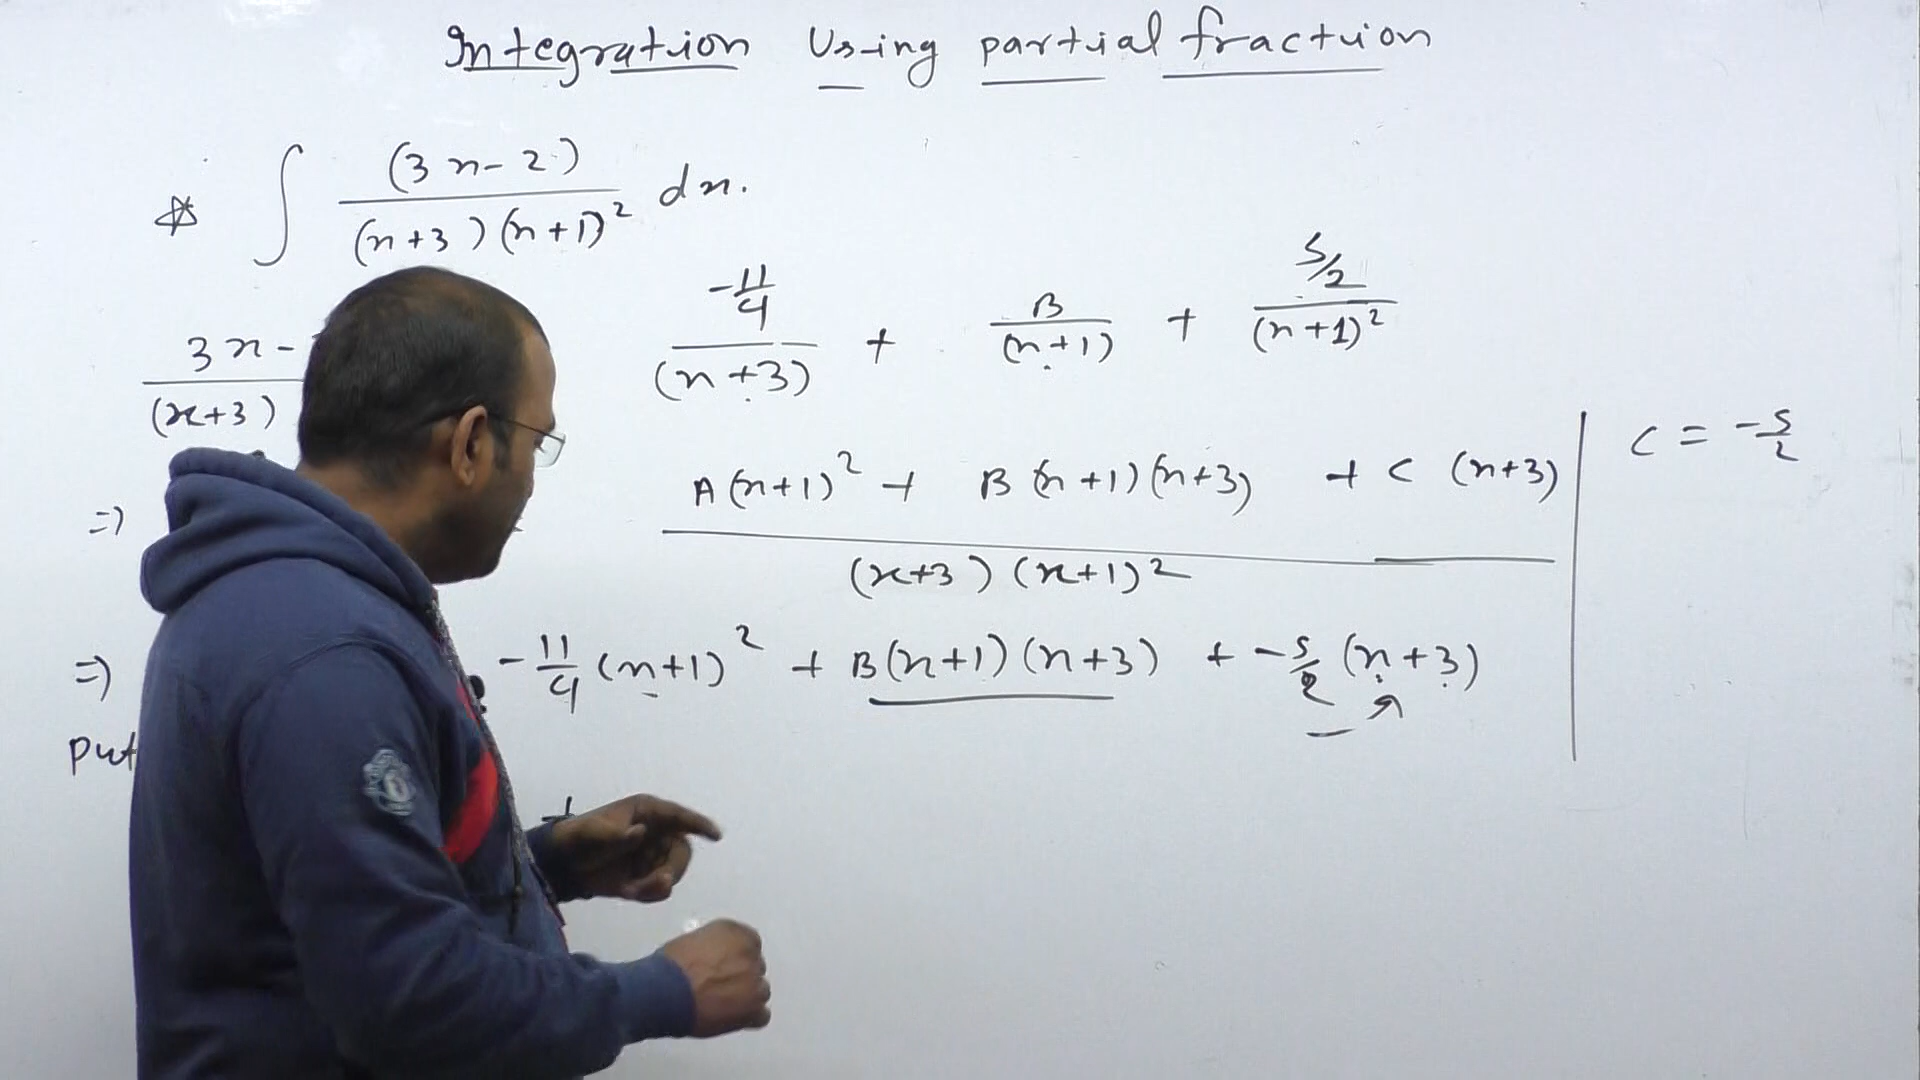 Integration Using partial fraction
∫ (3x-2) / (x+3)(x+1)² dx.
3x- / (x+3) -11/4 / (x+3) + B / (x+1) + 5/2 / (x+1)²
=> A(x+1)² + B(x+1)(x+3) + C (x+3) / (x+3)(x+1)²
C = -5/2
=> -11/4 (x+1)² + B(x+1)(x+3) + -5/2 (x+3)
put